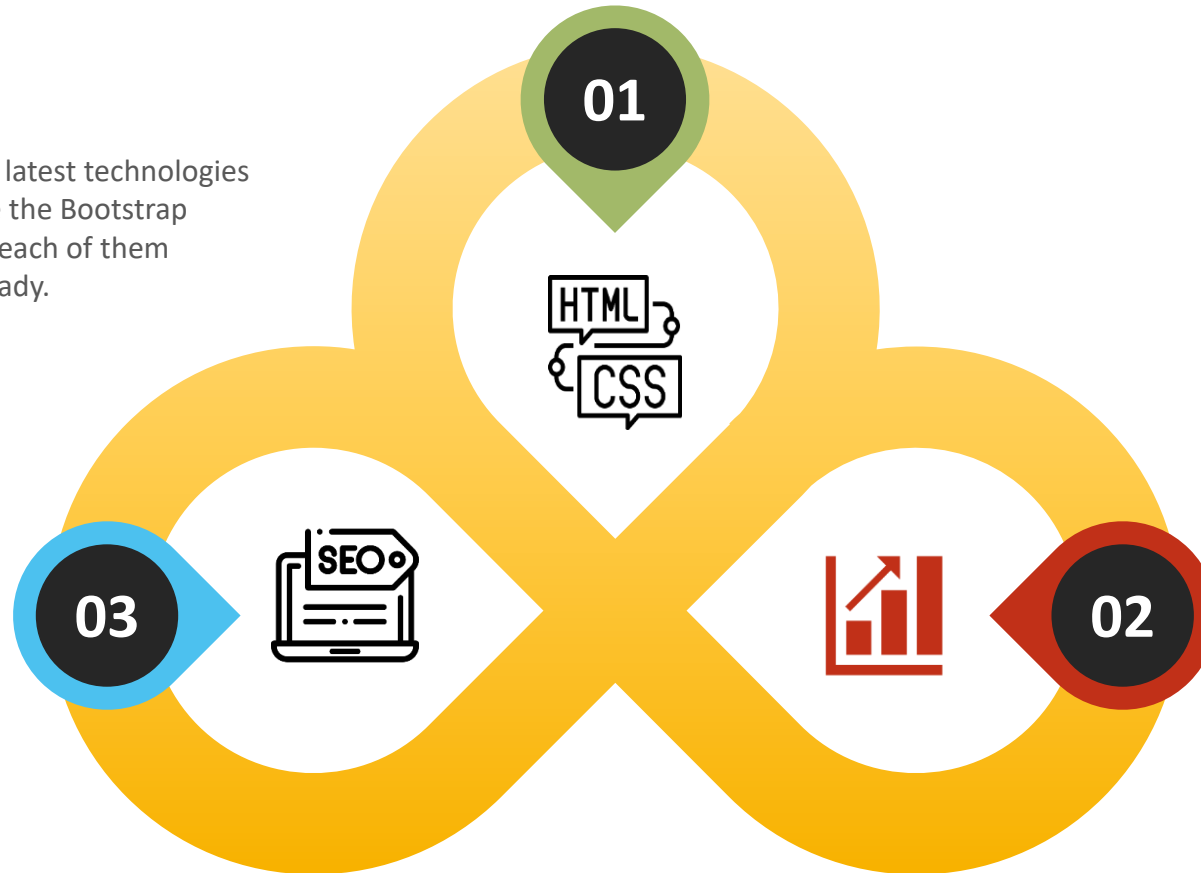 01
latest technologies
the Bootstrap
each of them
ady.
HTML
CSS
SEO
03
02